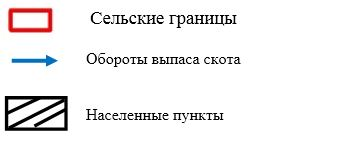 Сельские границы
Обороты выпаса скота
Населенные пункты